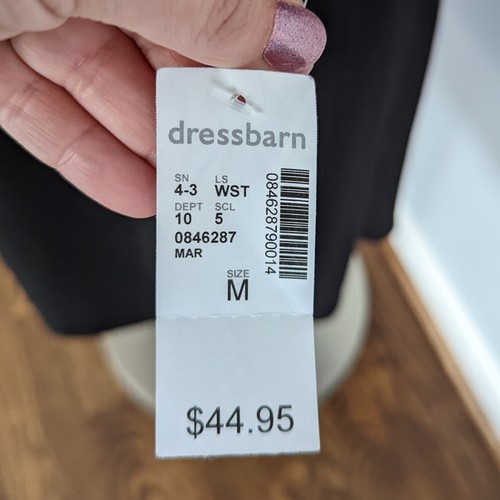 dressbarn
SN LS
4-3 WST
DEPT SCL
10 5
0846287
MAR
084628790014
SIZE
M
$44.95